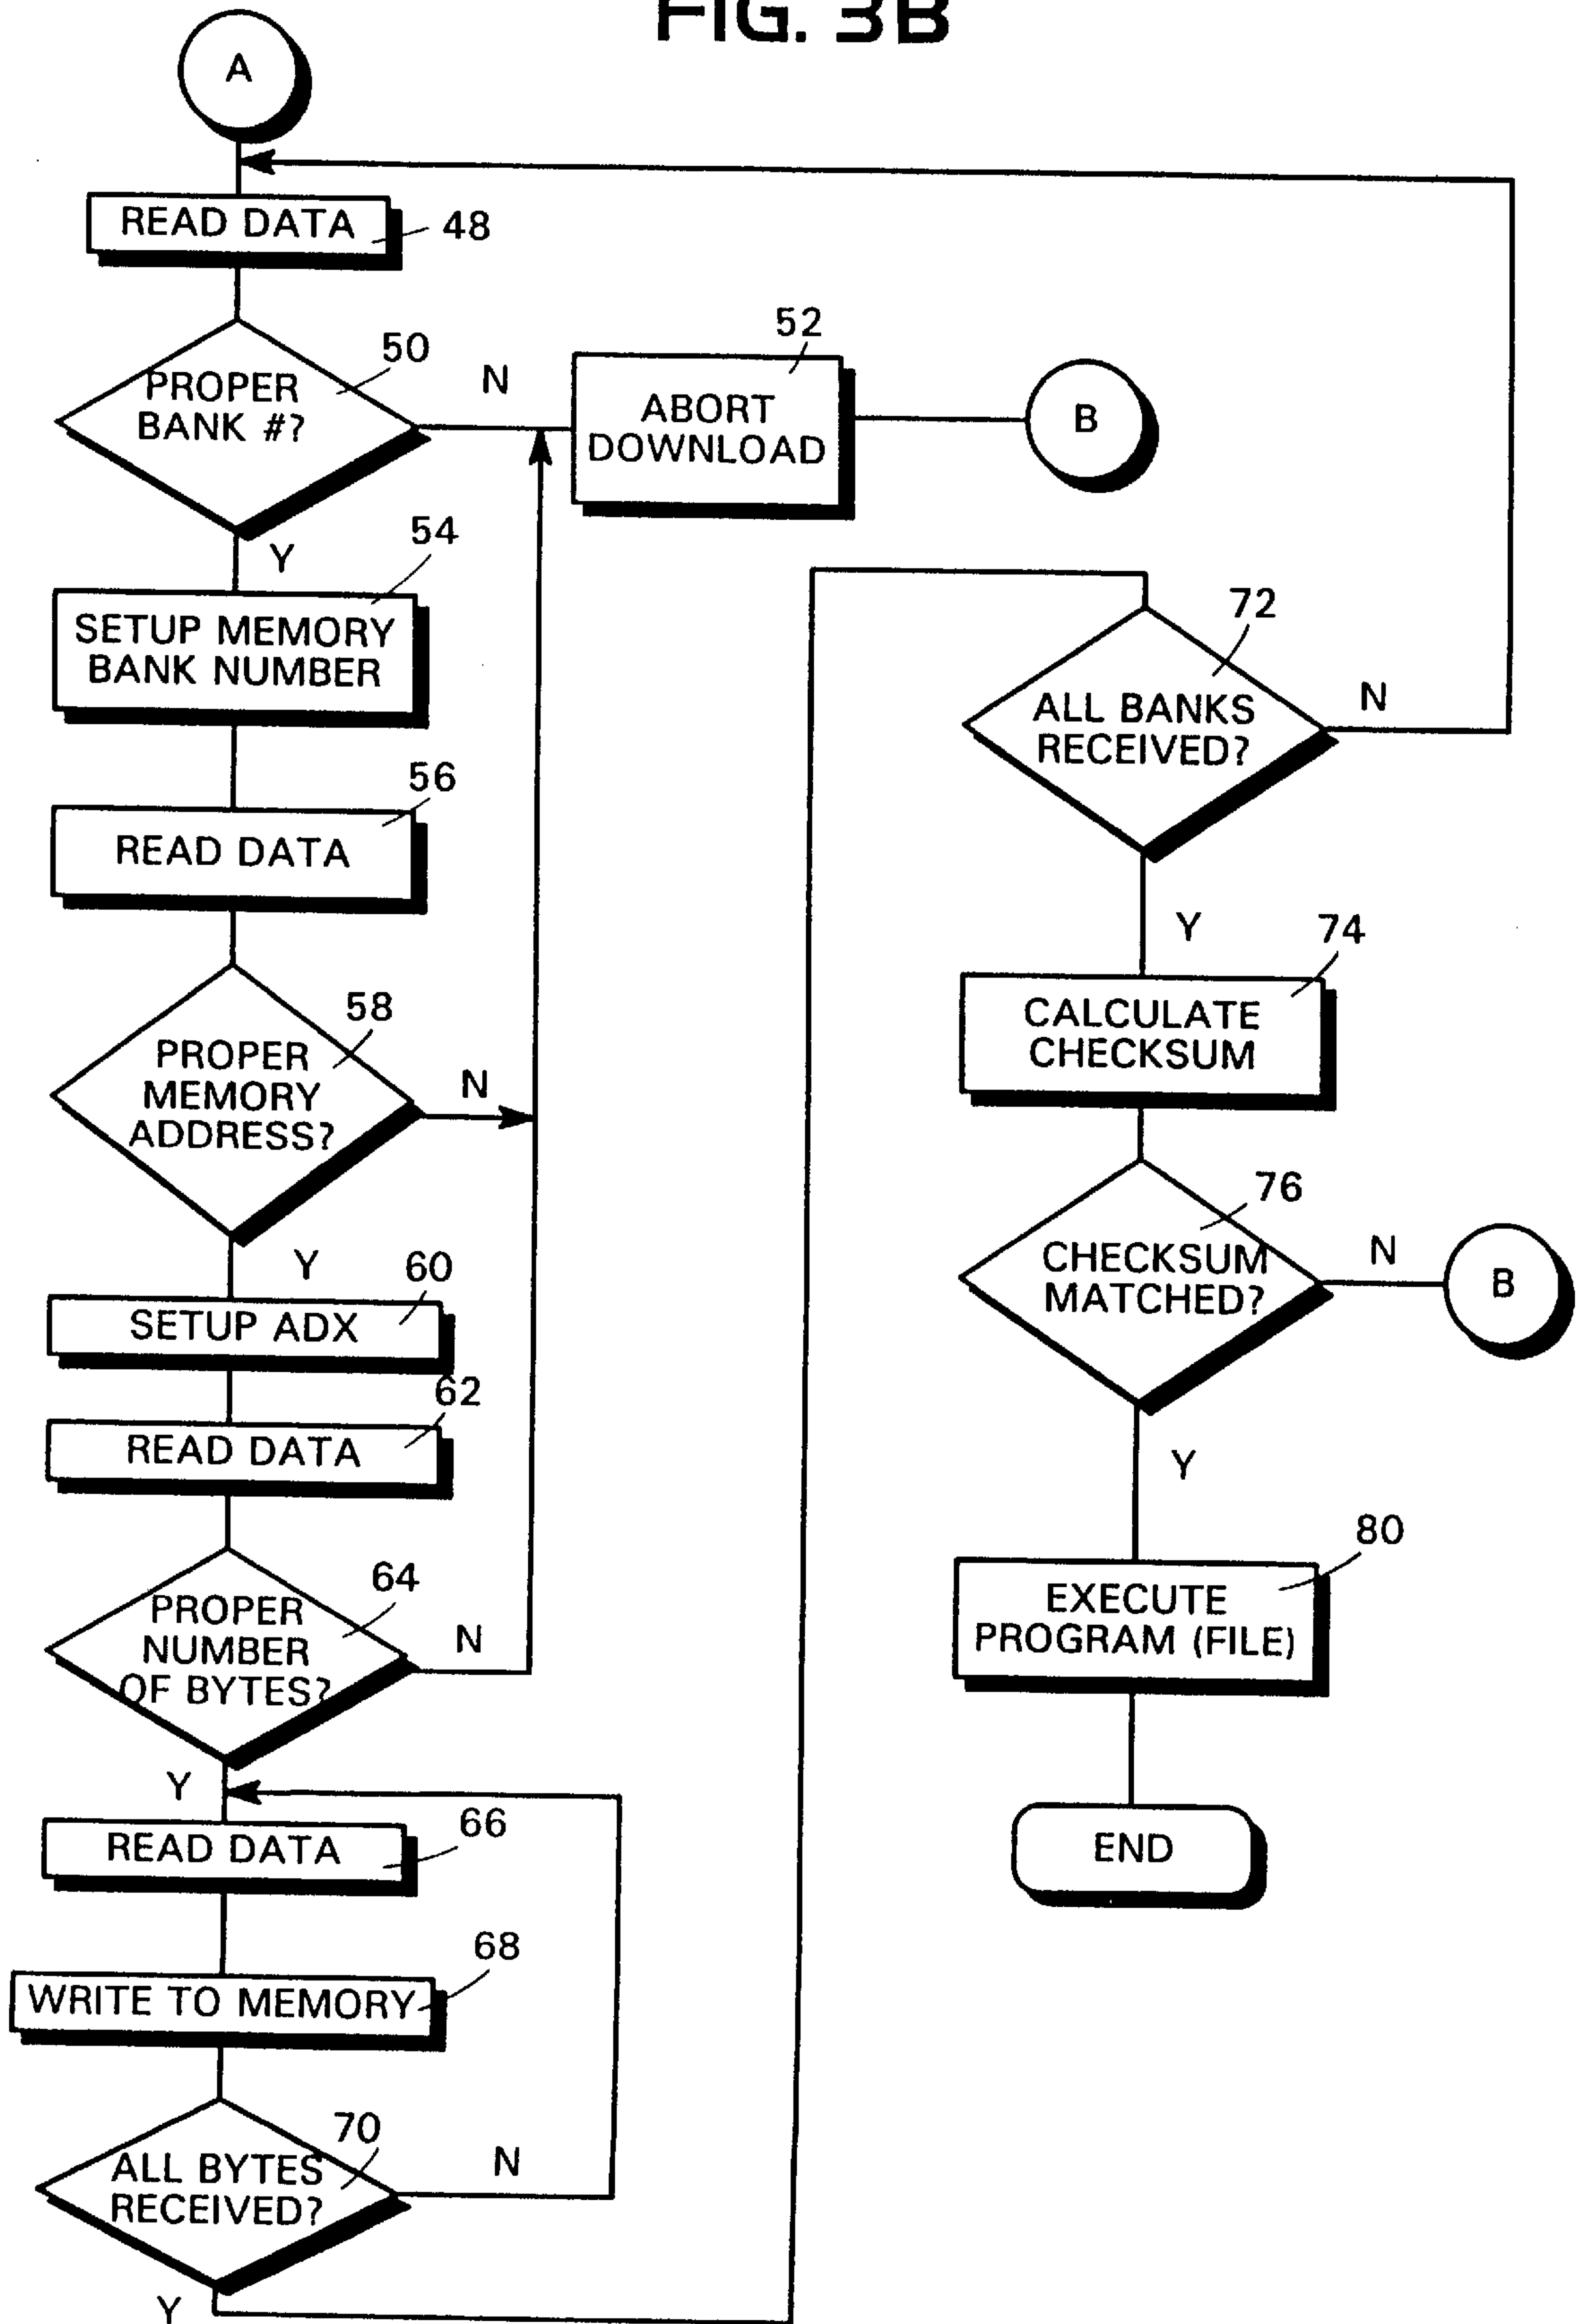 FIG. 3B
A
READ DATA
48
PROPER
BANK #?
50
N
ABORT
DOWNLOAD
52
B
Y
SETUP MEMORY
BANK NUMBER
54
READ DATA
56
PROPER
MEMORY
ADDRESS?
58
N
Y
SETUP ADX
60
READ DATA
62
PROPER
NUMBER
OF BYTES?
64
N
Y
READ DATA
66
WRITE TO MEMORY
68
ALL BYTES
RECEIVED?
70
N
Y
ALL BANKS
RECEIVED?
72
N
Y
CALCULATE
CHECKSUM
74
CHECKSUM
MATCHED?
76
N
B
Y
EXECUTE
PROGRAM (FILE)
80
END